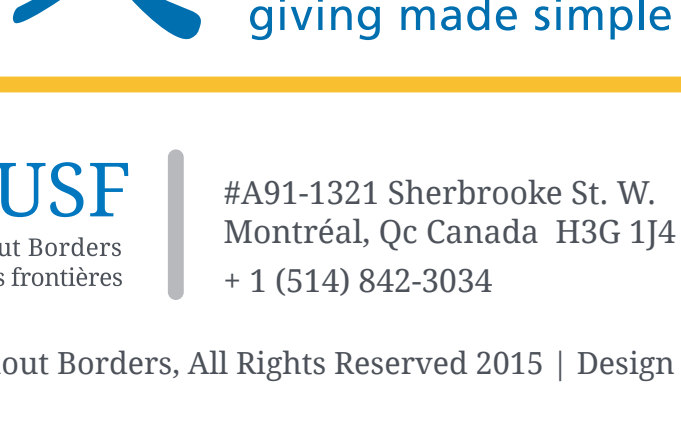 giving made simple
USF
ut Borders
s frontières
#A91-1321 Sherbrooke St. W.
Montréal, Qc Canada H3G 1J4
+ 1 (514) 842-3034
out Borders, All Rights Reserved 2015 | Design